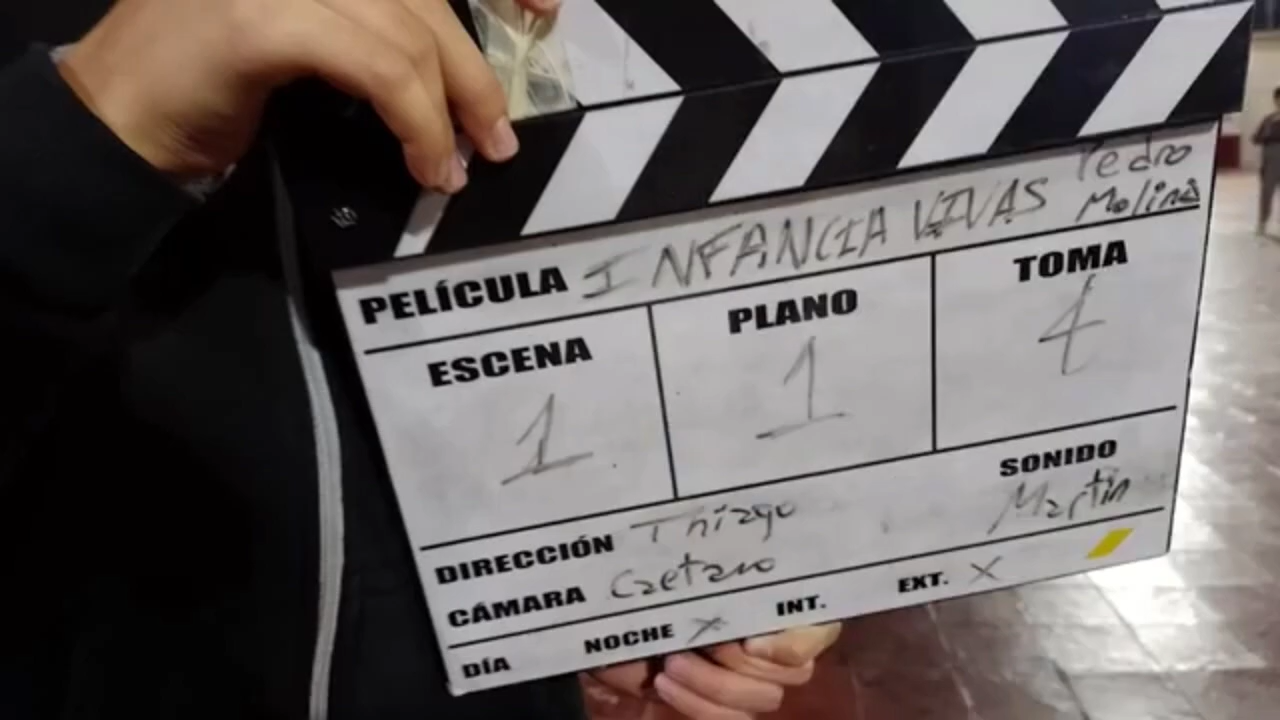 PELÍCULA INFANCIA VIVAS Pedro Molina
ESCENA PLANO TOMA
1 1 4
DIRECCIÓN Thiago SONIDO
CÁMARA Caetano Martin
DÍA NOCHE X INT. EXT. X